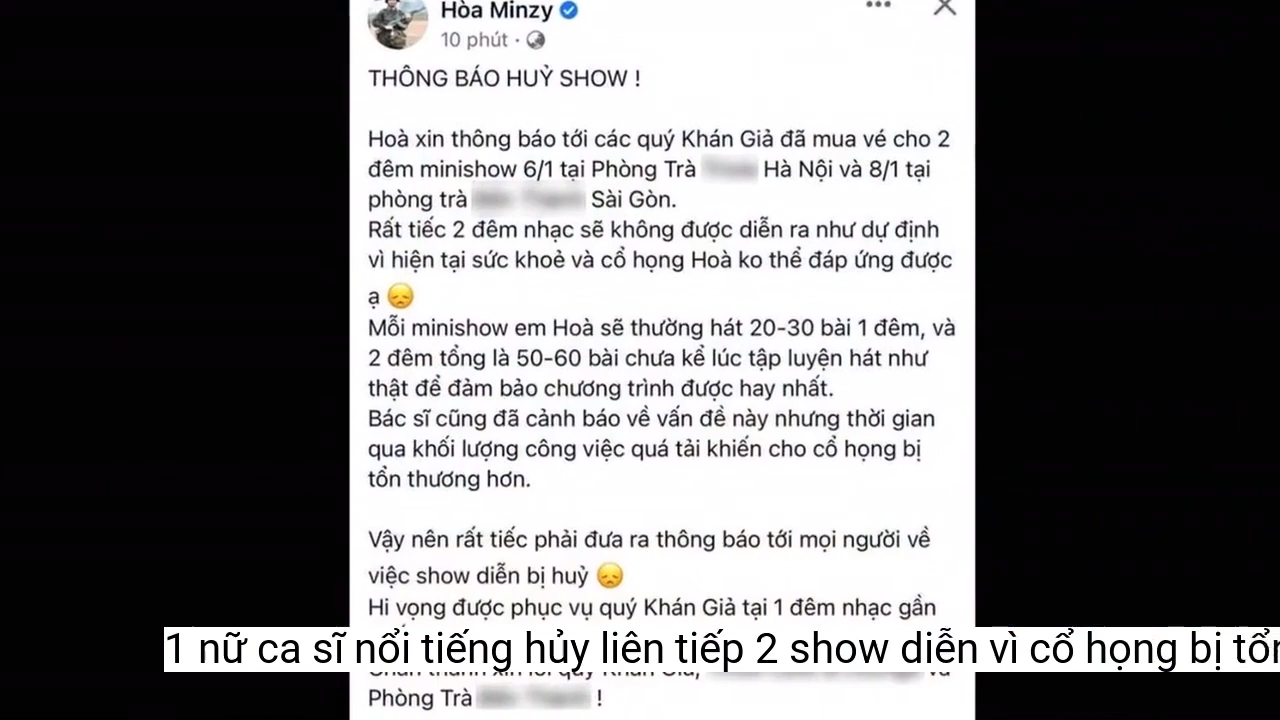 Hòa Minzy
10 phút ·
THÔNG BÁO HUỶ SHOW !
Hoà xin thông báo tới các quý Khán Giả đã mua vé cho 2
đêm minishow 6/1 tại Phòng Trà Hà Nội và 8/1 tại
phòng trà Sài Gòn.
Rất tiếc 2 đêm nhạc sẽ không được diễn ra như dự định
vì hiện tại sức khoẻ và cổ họng Hoà ko thể đáp ứng được
ạ 😞
Mỗi minishow em Hoà sẽ thường hát 20-30 bài 1 đêm, và
2 đêm tổng là 50-60 bài chưa kể lúc tập luyện hát như
thật để đảm bảo chương trình được hay nhất.
Bác sĩ cũng đã cảnh báo về vấn đề này nhưng thời gian
qua khối lượng công việc quá tải khiến cho cổ họng bị
tổn thương hơn.
Vậy nên rất tiếc phải đưa ra thông báo tới mọi người về
việc show diễn bị huỷ 😞
Hi vọng được phục vụ quý Khán Giả tại 1 đêm nhạc gần
1 nữ ca sĩ nổi tiếng hủy liên tiếp 2 show diễn vì cổ họng bị
Phòng Trà !